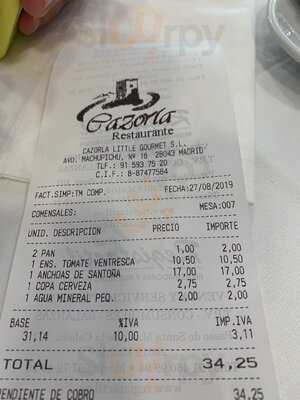 Cazorla
Restaurante
CAZORLA LITTLE GOURMET S.L.
AVD. MACHUPICHU, Nº 18 28043 MADRID
TLF.: 91 593 75 20
C.I.F.: B-87477584
FACT.SIMP:TM COMP. FECHA:27/08/2019
COMENSALES: MESA:007
UNID. DESCRIPCION PRECIO IMPORTE
2 PAN 1,00 2,00
1 ENS. TOMATE VENTRESCA 10,50 10,50
1 ANCHOAS DE SANTOÑA 17,00 17,00
1 COPA CERVEZA 2,75 2,75
1 AGUA MINERAL PEQ. 2,00 2,00
BASE %IVA IMP.IVA
31,14 10,00 3,11
TOTAL 34,25
PENDIENTE DE COBRO 34,25